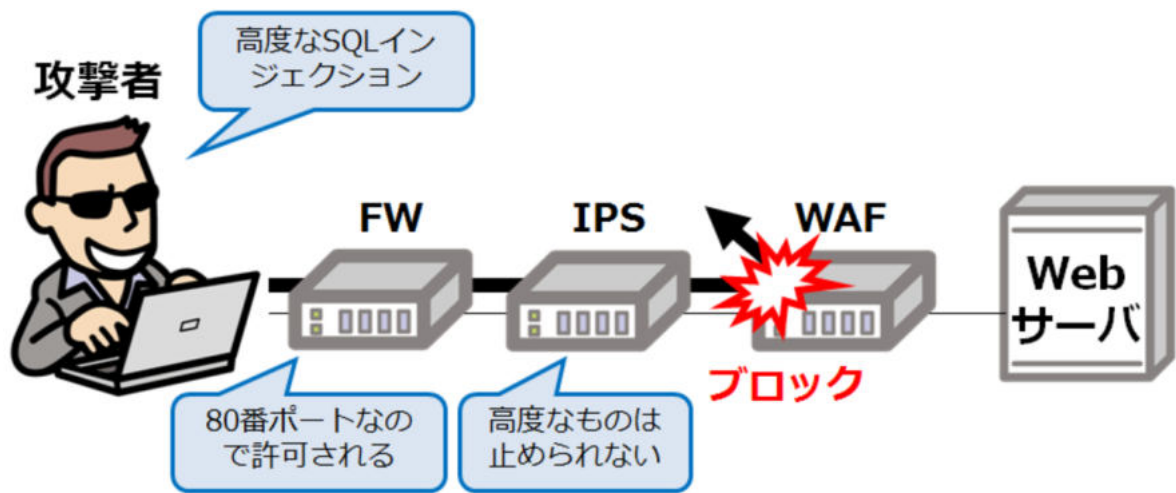 高度なSQLイン
ジェクション
攻撃者
FW
IPS
WAF
Web
サーバ
ブロック
80番ポートなの
で許可される
高度なものは
止められない